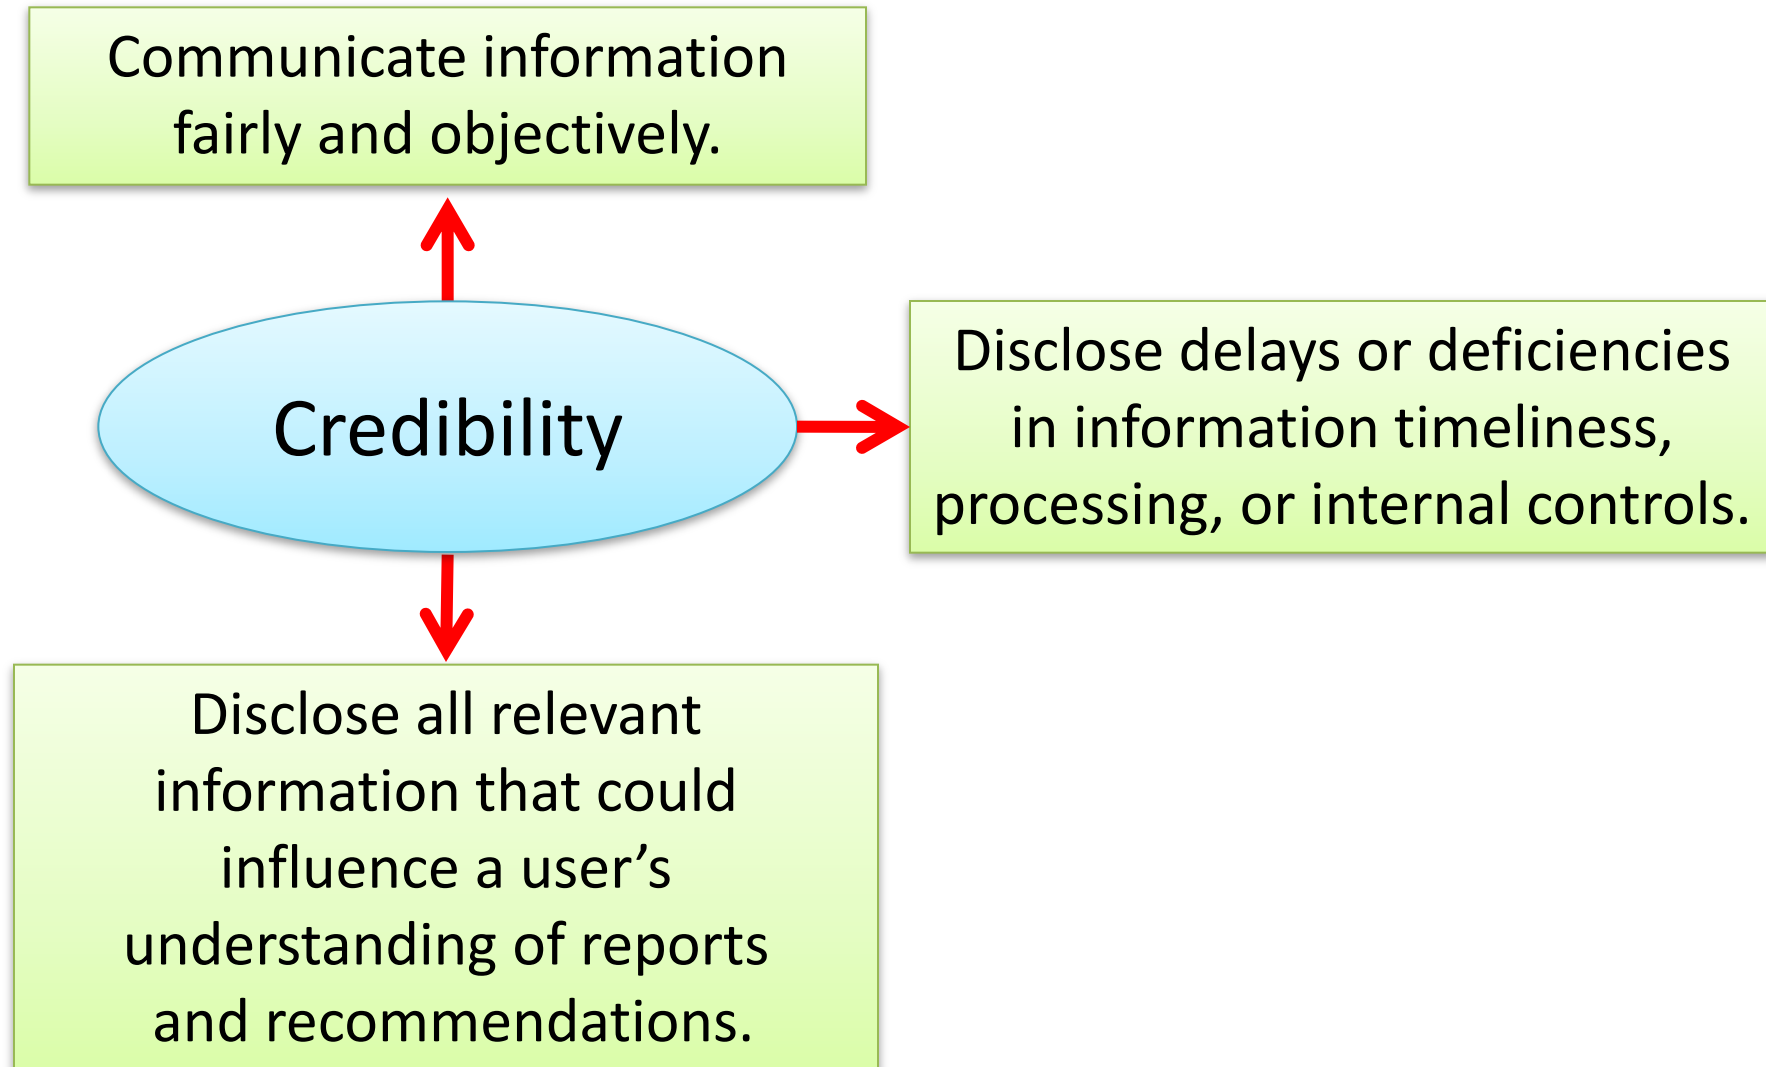 Communicate information
fairly and objectively.
Credibility
Disclose delays or deficiencies
in information timeliness,
processing, or internal controls.
Disclose all relevant
information that could
influence a user’s
understanding of reports
and recommendations.